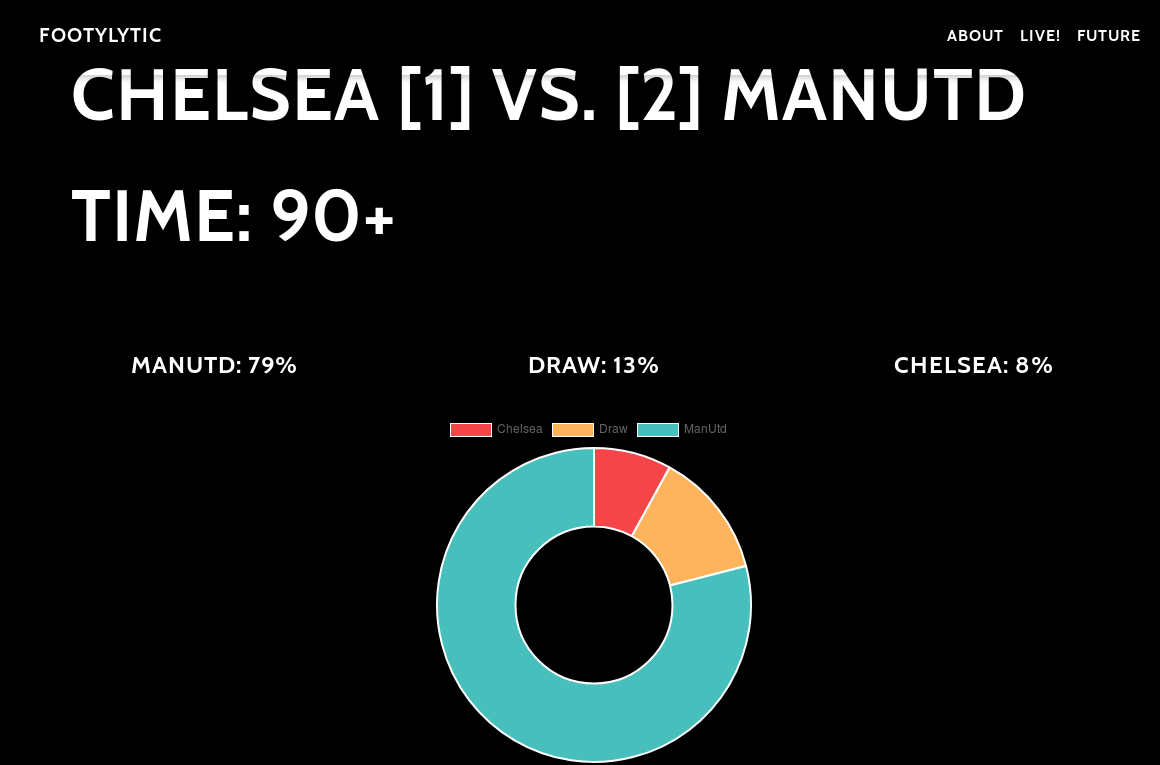 FOOTYLYTIC
ABOUT LIVE! FUTURE
CHELSEA [1] VS. [2] MANUTD
TIME: 90+
MANUTD: 79%
DRAW: 13%
CHELSEA: 8%
Chelsea Draw ManUtd